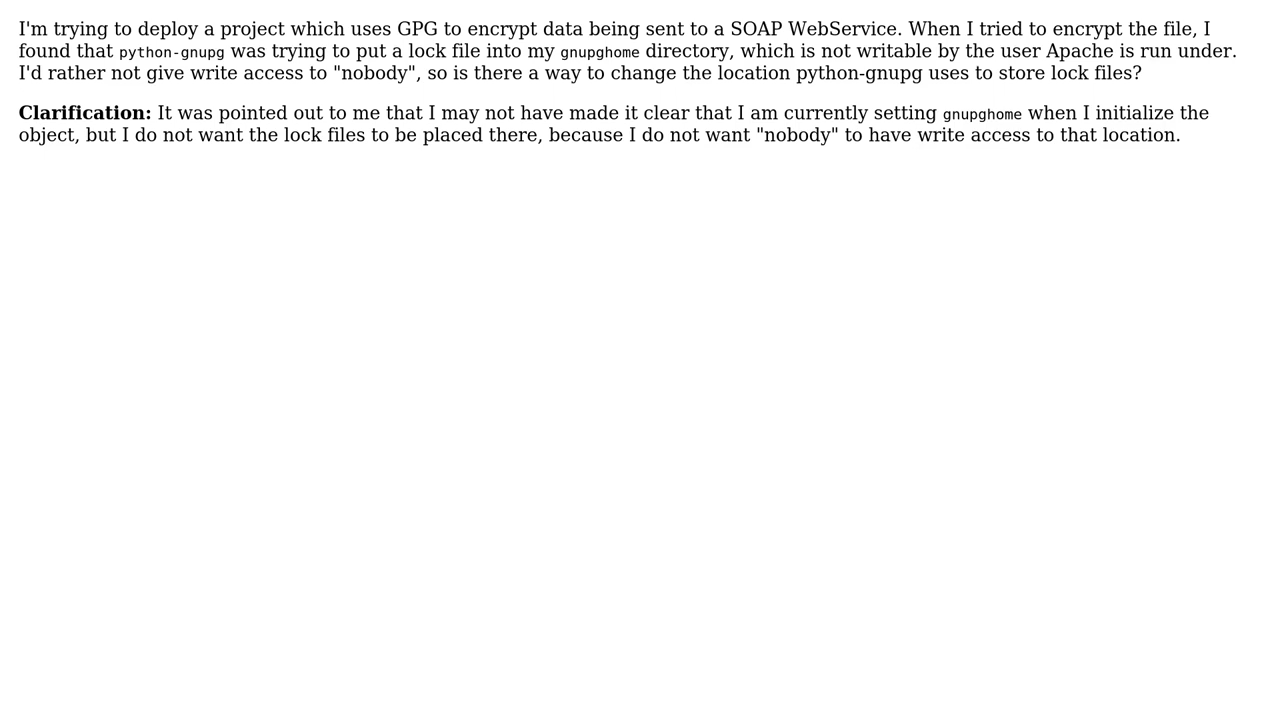 I'm trying to deploy a project which uses GPG to encrypt data being sent to a SOAP WebService. When I tried to encrypt the file, I
found that python-gnupg was trying to put a lock file into my gnupghome directory, which is not writable by the user Apache is run under.
I'd rather not give write access to "nobody", so is there a way to change the location python-gnupg uses to store lock files?
Clarification: It was pointed out to me that I may not have made it clear that I am currently setting gnupghome when I initialize the
object, but I do not want the lock files to be placed there, because I do not want "nobody" to have write access to that location.